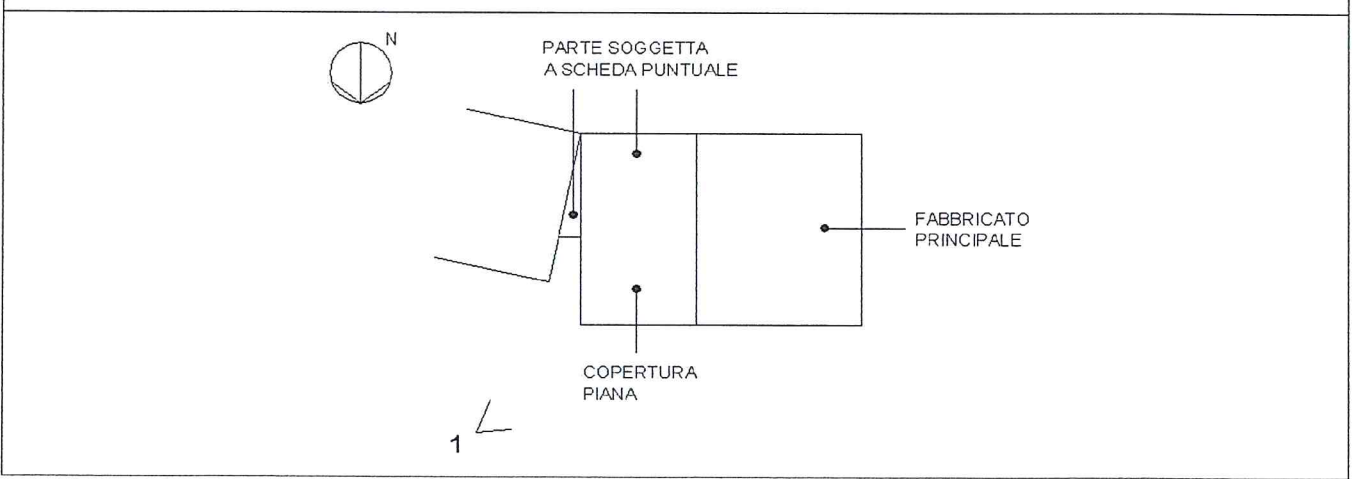 N
PARTE SOGGETTA
A SCHEDA PUNTUALE
FABBRICATO
PRINCIPALE
COPERTURA
PIANA
1